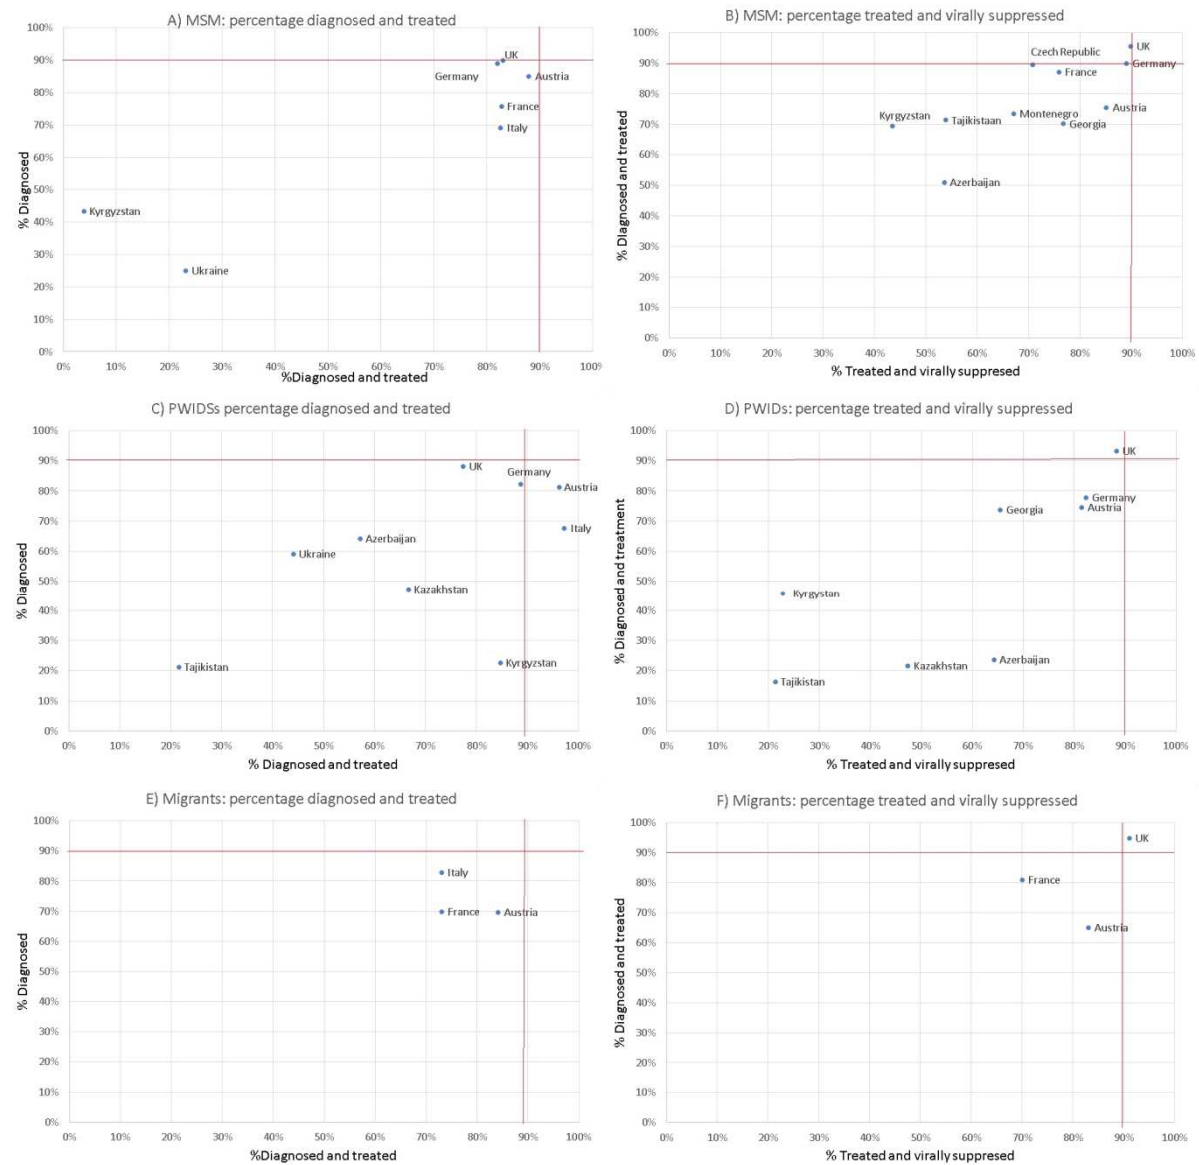 A) MSM: percentage diagnosed and treated
100%
90%
80%
70%
60%
50%
40%
30%
20%
10%
0%
% Diagnosed
UK
Germany
Austria
France
Italy
Kyrgyzstan
Ukraine
0% 10% 20% 30% 40% 50% 60% 70% 80% 90% 100%
%Diagnosed and treated
B) MSM: percentage treated and virally suppressed
100%
90%
80%
70%
60%
50%
40%
30%
20%
10%
0%
% Diagnosed and treated
UK
Czech Republic
Germany
France
Austria
Kyrgyzstan
Tajikistaan
Montenegro
Georgia
Azerbaijan
0% 10% 20% 30% 40% 50% 60% 70% 80% 90% 100%
% Treated and virally suppresed
C) PWIDSs percentage diagnosed and treated
100%
90%
80%
70%
60%
50%
40%
30%
20%
10%
0%
% Diagnosed
UK
Germany
Austria
Italy
Azerbaijan
Ukraine
Kazakhstan
Tajikistan
Kyrgyzstan
0% 10% 20% 30% 40% 50% 60% 70% 80% 90% 100%
% Diagnosed and treated
D) PWIDs: percentage treated and virally suppressed
100%
90%
80%
70%
60%
50%
40%
30%
20%
10%
0%
% Diagnosed and treatment
UK
Germany
Austria
Georgia
Kyrgystan
Azerbaijan
Kazakhstan
Tajikistan
0% 10% 20% 30% 40% 50% 60% 70% 80% 90% 100%
% Treated and virally suppresed
E) Migrants: percentage diagnosed and treated
100%
90%
80%
70%
60%
50%
40%
30%
20%
10%
0%
% Diagnosed
Italy
France
Austria
0% 10% 20% 30% 40% 50% 60% 70% 80% 90% 100%
%Diagnosed and treated
F) Migrants: percentage treated and virally suppressed
100%
90%
80%
70%
60%
50%
40%
30%
20%
10%
0%
% Diagnosed and treated
UK
France
Austria
0% 10% 20% 30% 40% 50% 60% 70% 80% 90% 100%
% Treated and virally suppresed